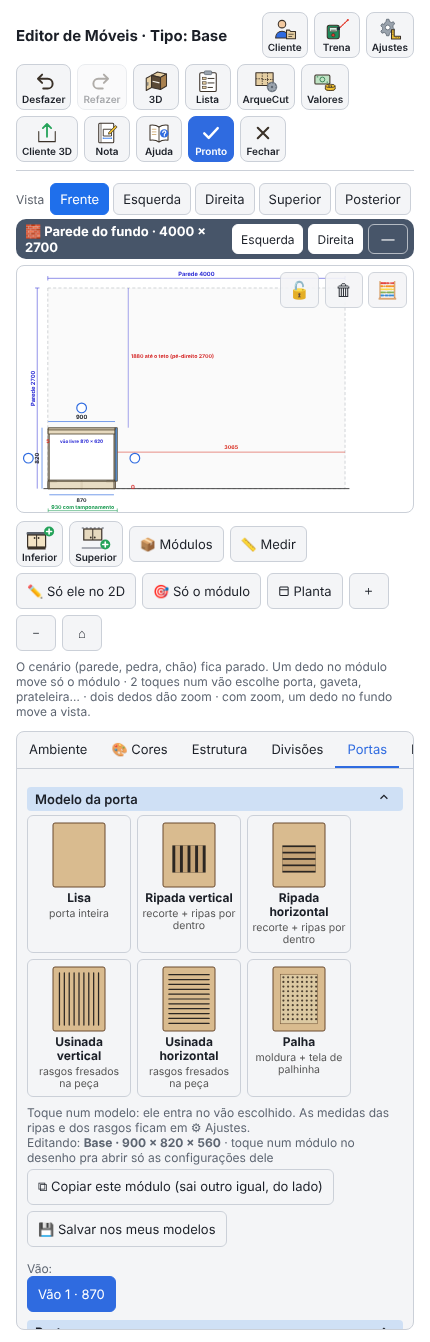 Editor de Móveis · Tipo: Base
Cliente
Trena
Ajustes
Desfazer
Refazer
3D
Lista
ArqueCut
Valores
Cliente 3D
Nota
Ajuda
Pronto
Fechar
Vista
Frente
Esquerda
Direita
Superior
Posterior
🧱 Parede do fundo · 4000 ×
2700
Esquerda
Direita
—
Parede 4000
1880 até o teto (pé-direito 2700)
Parede 2700
900
vão livre 870 × 620
820
3065
0
870
930 com tamponamento
Inferior
Superior
📦 Módulos
📏 Medir
✏️ Só ele no 2D
🎯 Só o módulo
Planta
+
−
⌂
O cenário (parede, pedra, chão) fica parado. Um dedo no módulo
move só o módulo · 2 toques num vão escolhe porta, gaveta,
prateleira... · dois dedos dão zoom · com zoom, um dedo no fundo
move a vista.
Ambiente
🎨 Cores
Estrutura
Divisões
Portas
Modelo da porta
Lisa
porta inteira
Ripada vertical
recorte + ripas por
dentro
Ripada
horizontal
recorte + ripas por
dentro
Usinada
vertical
rasgos fresados
na peça
Usinada
horizontal
rasgos fresados
na peça
Palha
moldura + tela de
palhinha
Toque num modelo: ele entra no vão escolhido. As medidas das
ripas e dos rasgos ficam em ⚙ Ajustes.
Editando: Base · 900 × 820 × 560 · toque num módulo no
desenho pra abrir só as configurações dele
⧉ Copiar este módulo (sai outro igual, do lado)
💾 Salvar nos meus modelos
Vão:
Vão 1 · 870